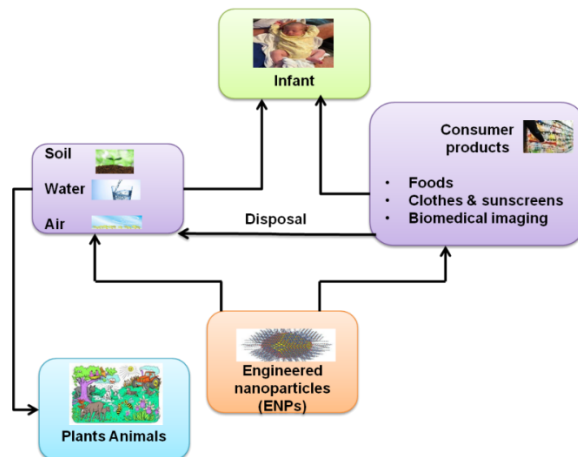 Infant
Soil
Water
Air
Consumer
products
• Foods
• Clothes & sunscreens
• Biomedical imaging
Disposal
Engineered
nanoparticles
(ENPs)
Plants Animals